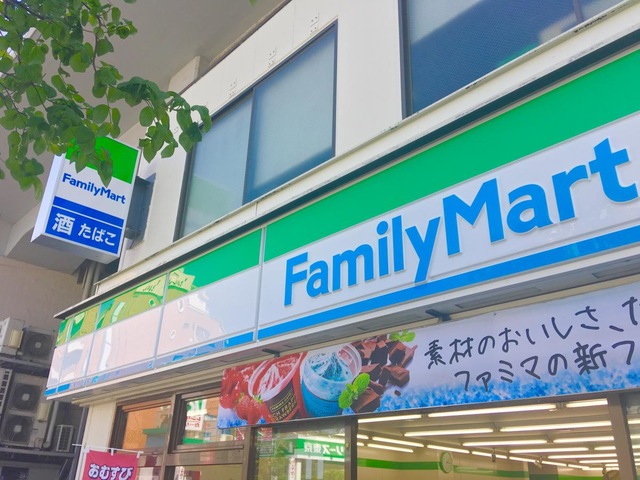 FamilyMart
酒 たばこ
FamilyMart
素材のおいしさ、
ファミマの新フ
おむすび